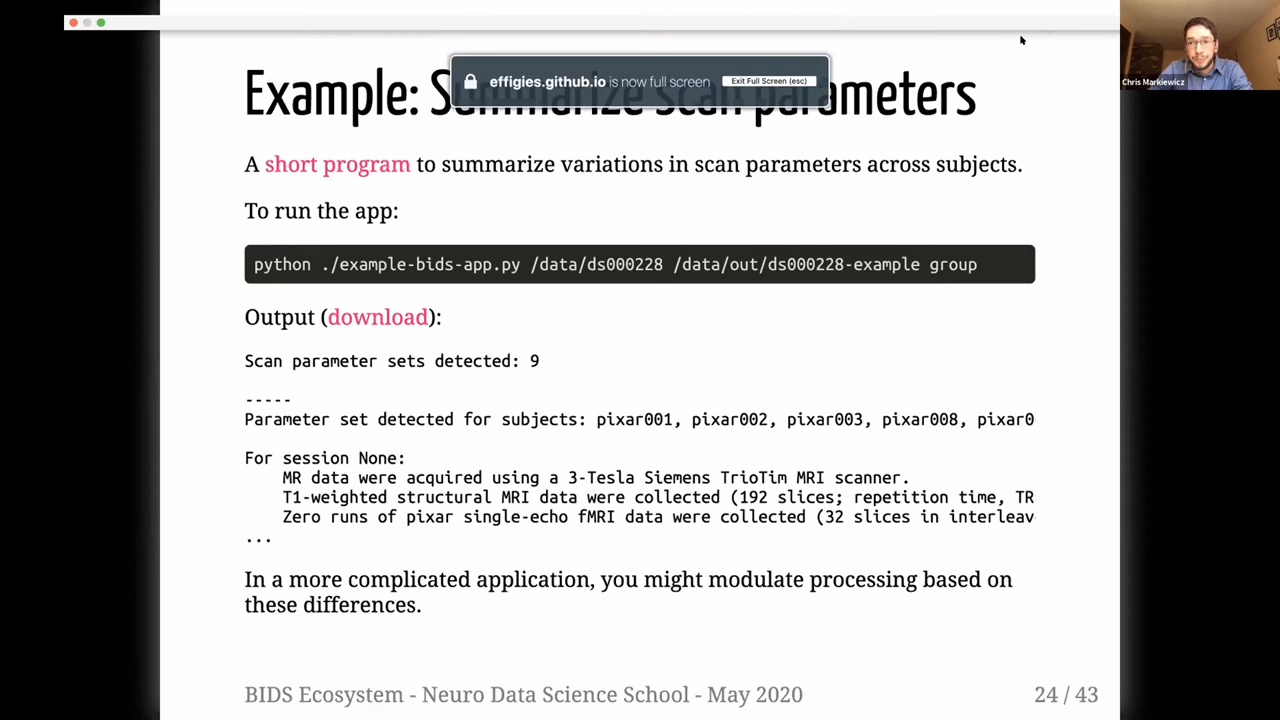 effigies.github.io is now full screen
Exit Full Screen (esc)
Chris Markiewicz
Example: Summarize scan parameters
A short program to summarize variations in scan parameters across subjects.
To run the app:
python ./example-bids-app.py /data/ds000228 /data/out/ds000228-example group
Output (download):
Scan parameter sets detected: 9
-----
Parameter set detected for subjects: pixar001, pixar002, pixar003, pixar008, pixar0
For session None:
MR data were acquired using a 3-Tesla Siemens TrioTim MRI scanner.
T1-weighted structural MRI data were collected (192 slices; repetition time, TR
Zero runs of pixar single-echo fMRI data were collected (32 slices in interleav
...
In a more complicated application, you might modulate processing based on
these differences.
BIDS Ecosystem - Neuro Data Science School - May 2020
24 / 43